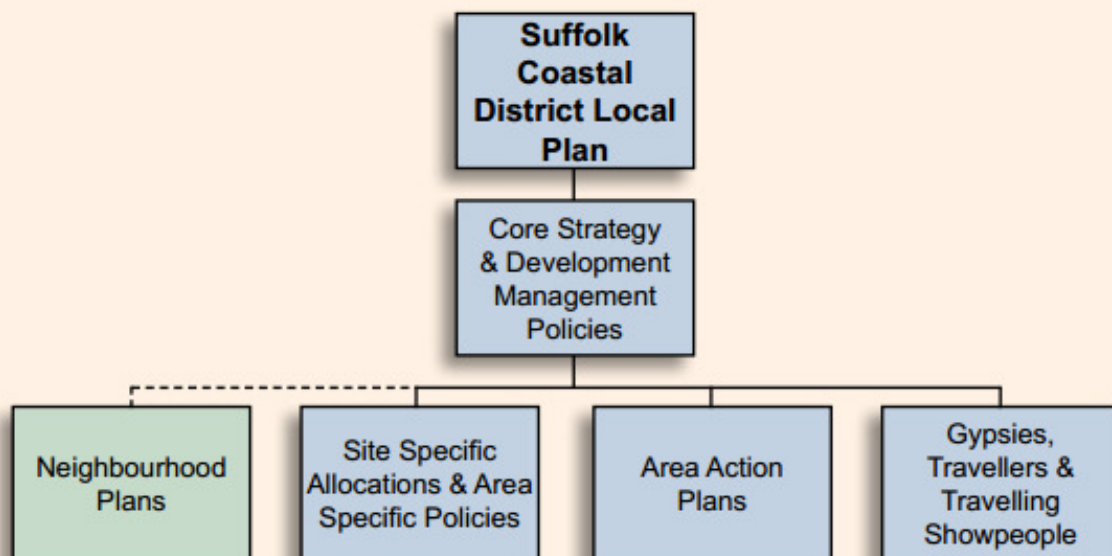 Suffolk
Coastal
District Local
Plan
Core Strategy
& Development
Management
Policies
Neighbourhood
Plans
Site Specific
Allocations & Area
Specific Policies
Area Action
Plans
Gypsies,
Travellers &
Travelling
Showpeople